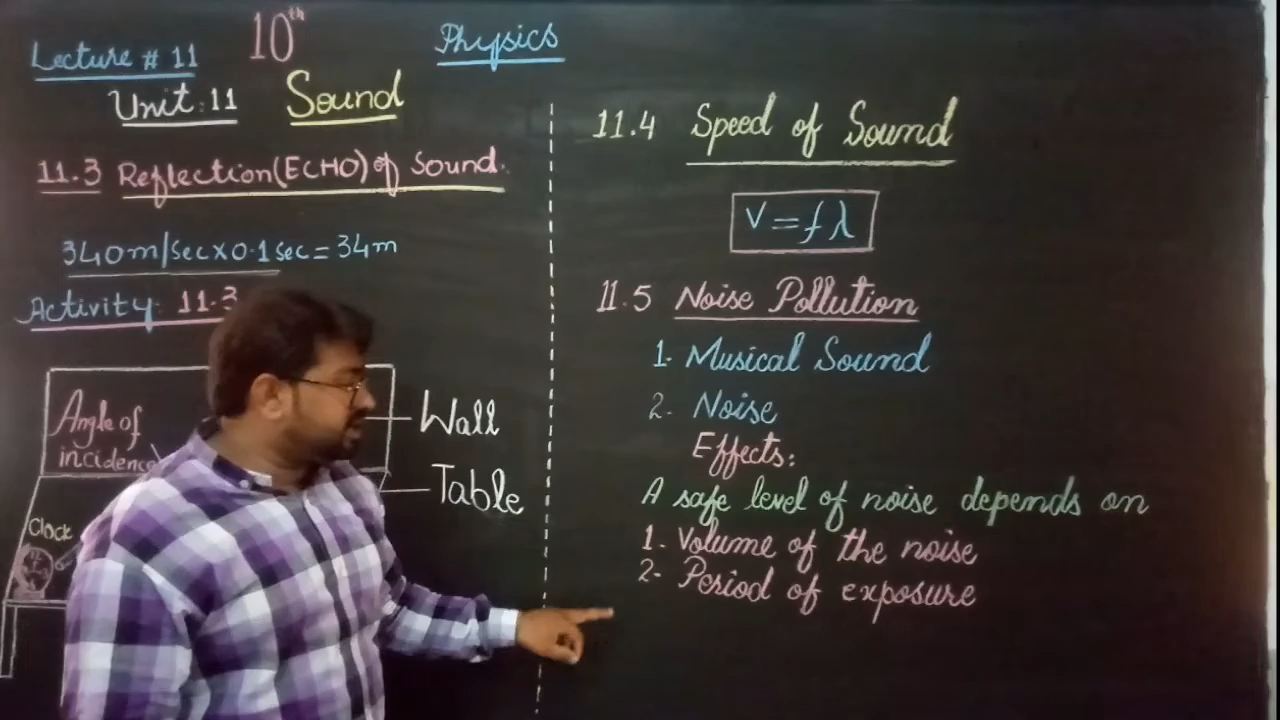 Lecture # 11 10th Physics
Unit: 11 Sound
11.3 Reflection(ECHO) of Sound.
340m/sec x 0.1 sec = 34m
Activity: 11.3
Angle of
incidence
Wall
Table
Clock
11.4 Speed of Sound
V = fλ
11.5 Noise Pollution
1. Musical Sound
2. Noise
Effects:
A safe level of noise depends on
1. Volume of the noise
2- Period of exposure